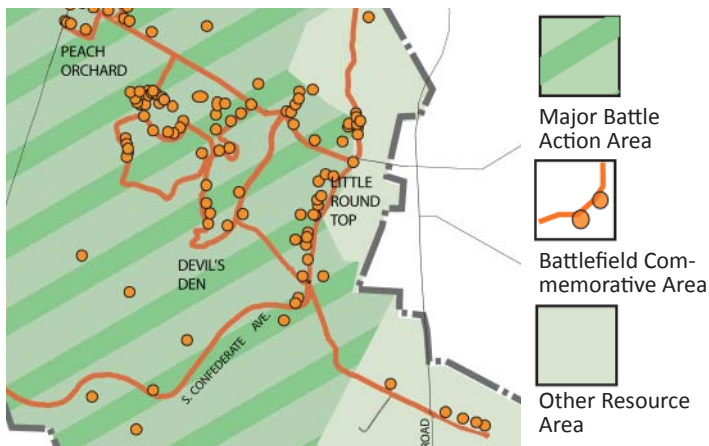 PEACH
ORCHARD
LITTLE
ROUND
TOP
DEVIL'S
DEN
S. CONFEDERATE AVE.
ROAD
Major Battle
Action Area
Battlefield Com-
memorative Area
Other Resource
Area